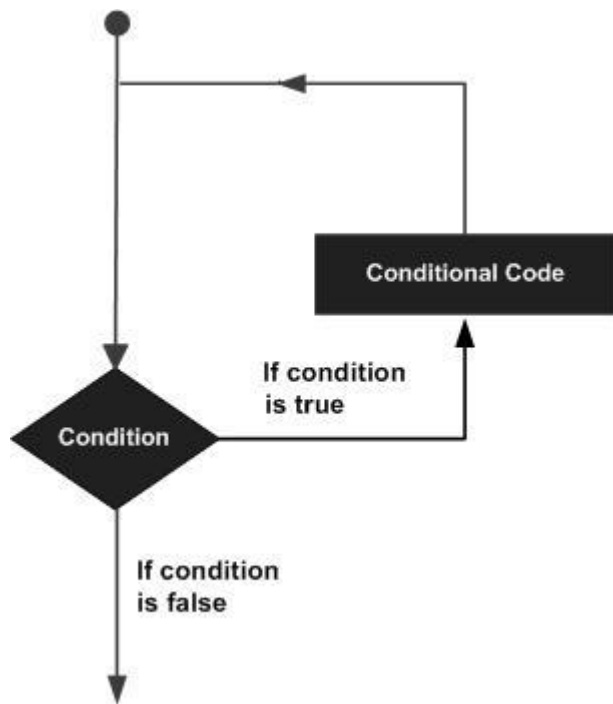 Conditional Code
If condition
is true
Condition
If condition
is false